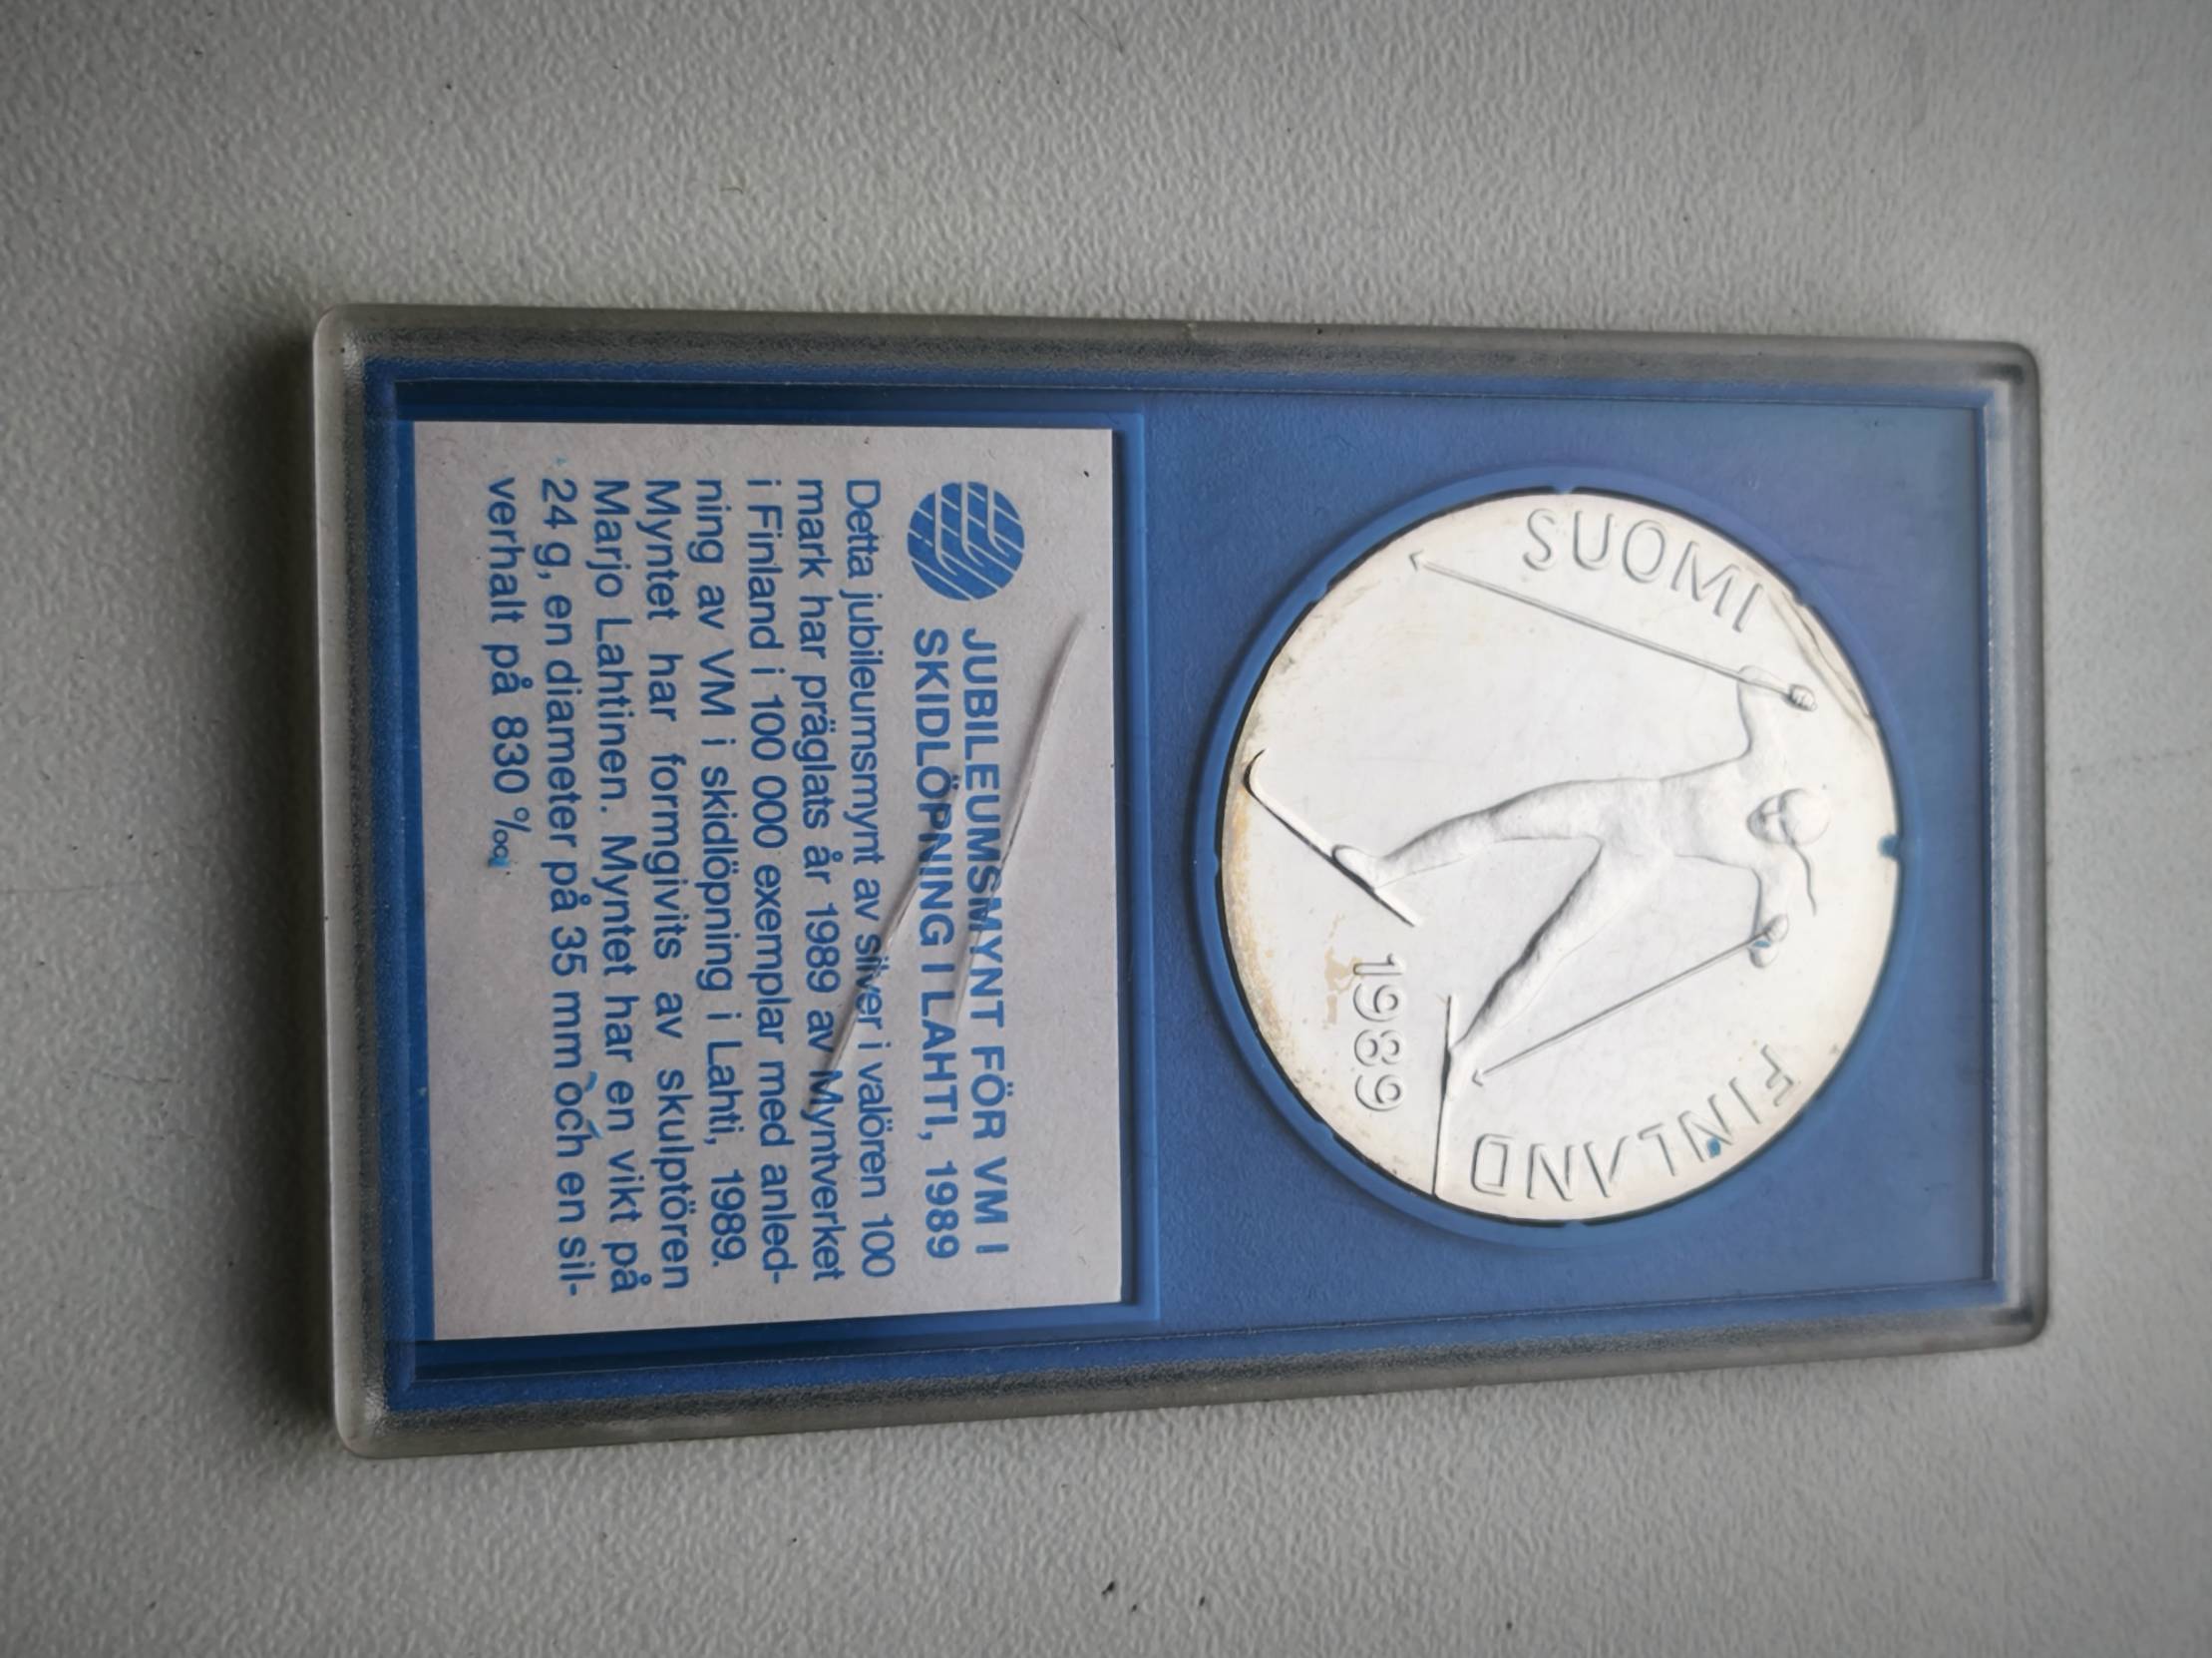 SUOMI
FINLAND
1989
JUBILEUMSMYNT FÖR VM I
SKIDLÖPNING I LAHTI, 1989
Detta jubileumsmynt av silver i valören 100
mark har präglats år 1989 av Myntverket
i Finland i 100 000 exemplar med anled-
ning av VM i skidlöpning i Lahti, 1989.
Myntet har formgivits av skulptören
Marjo Lahtinen. Myntet har en vikt på
24 g, en diameter på 35 mm och en sil-
verhalt på 830 ‰